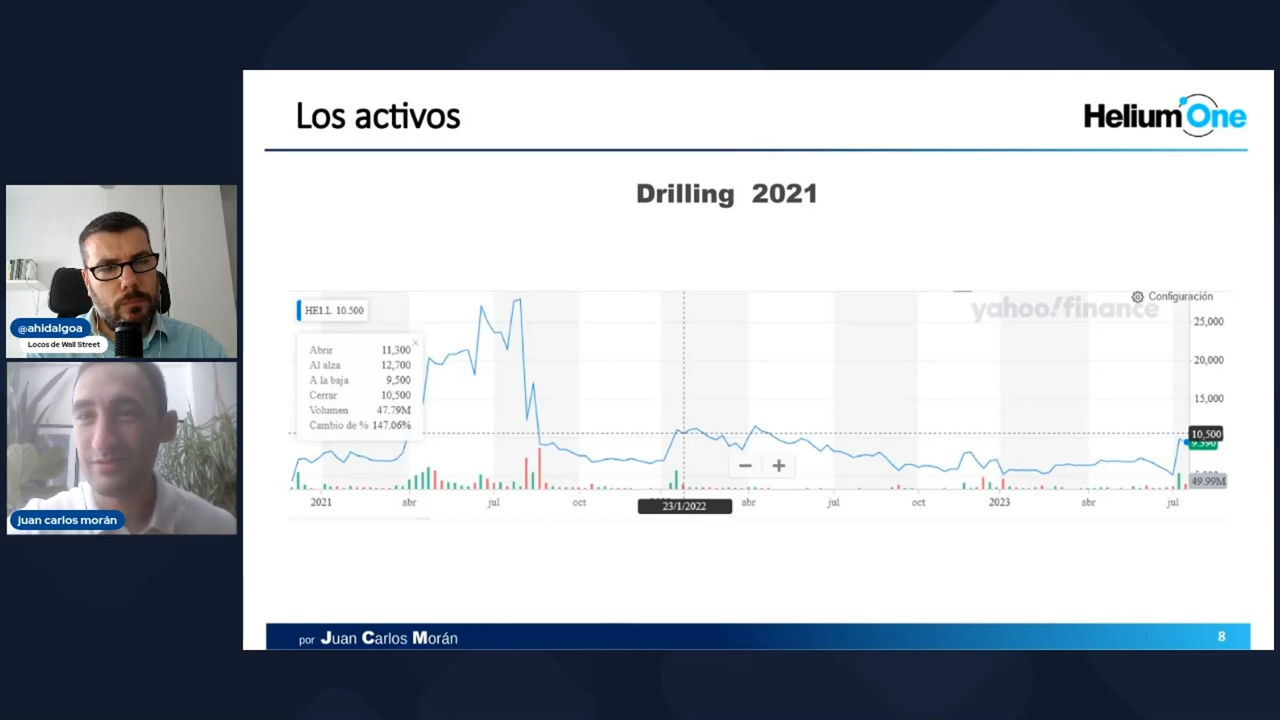 Los activos
Helium One
Drilling 2021
HE1.L 10.500
yahoo!finance
Configuración
Abrir 11,300
Al alza 12,700
A la baja 9,500
Cerrar 10,500
Volumen 47.79M
Cambio de % 147.06%
25,000
20,000
15,000
10,500
49.99M
2021
abr
jul
oct
23/1/2022
abr
jul
oct
2023
abr
jul
@ahidalgoa
Locos de Wall Street
juan carlos morán
por Juan Carlos Morán
8